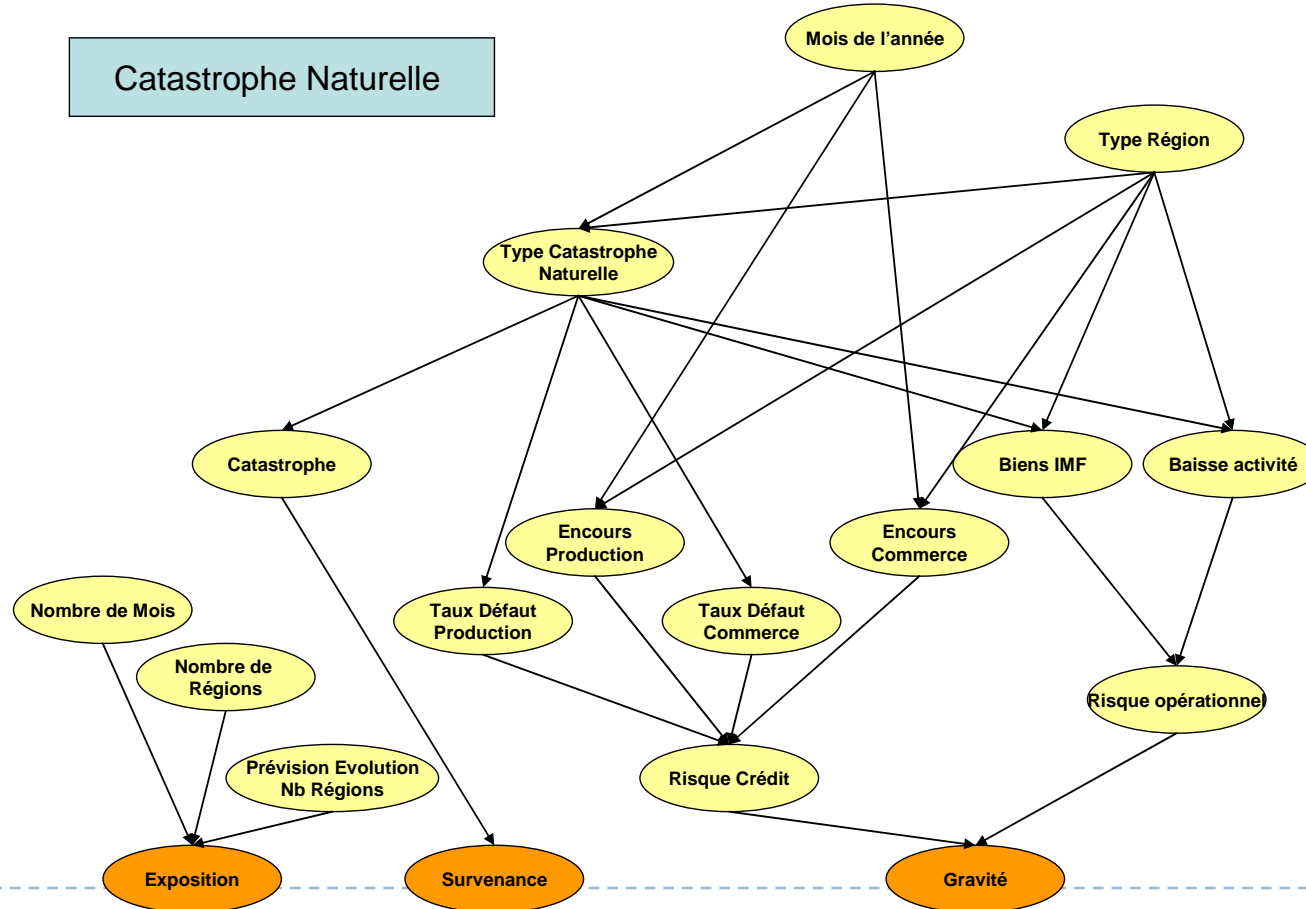 Catastrophe Naturelle
Mois de l'année
Type Région
Type Catastrophe
Naturelle
Catastrophe
Biens IMF
Baisse activité
Encours
Production
Encours
Commerce
Nombre de Mois
Taux Défaut
Production
Taux Défaut
Commerce
Nombre de
Régions
Risque opérationnel
Prévision Evolution
Nb Régions
Risque Crédit
Exposition
Survenance
Gravité